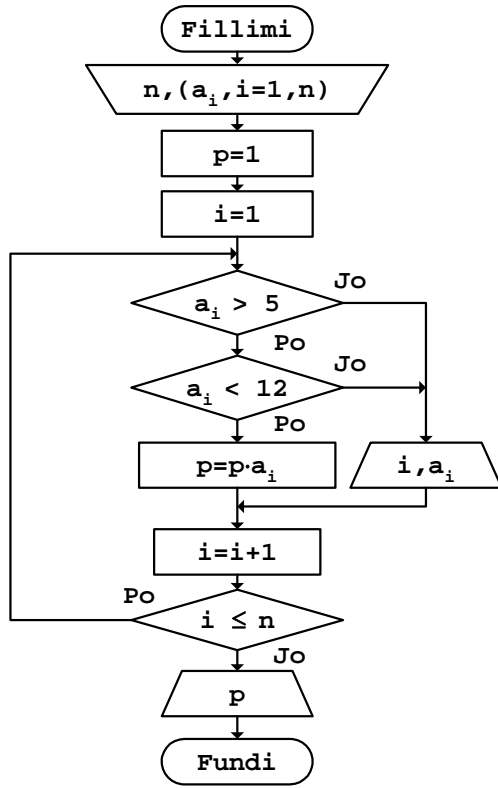 Fillimi
n,(aᵢ,i=1,n)
p=1
i=1
Jo
aᵢ > 5
Po
Jo
aᵢ < 12
Po
p=p·aᵢ
i,aᵢ
i=i+1
Po
i ≤ n
Jo
p
Fundi